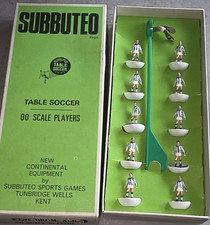 SUBBUTEO
TABLE
SOCCER
TABLE SOCCER
00 SCALE PLAYERS
NEW
CONTINENTAL
EQUIPMENT
by
SUBBUTEO SPORTS GAMES
TUNBRIDGE WELLS
KENT